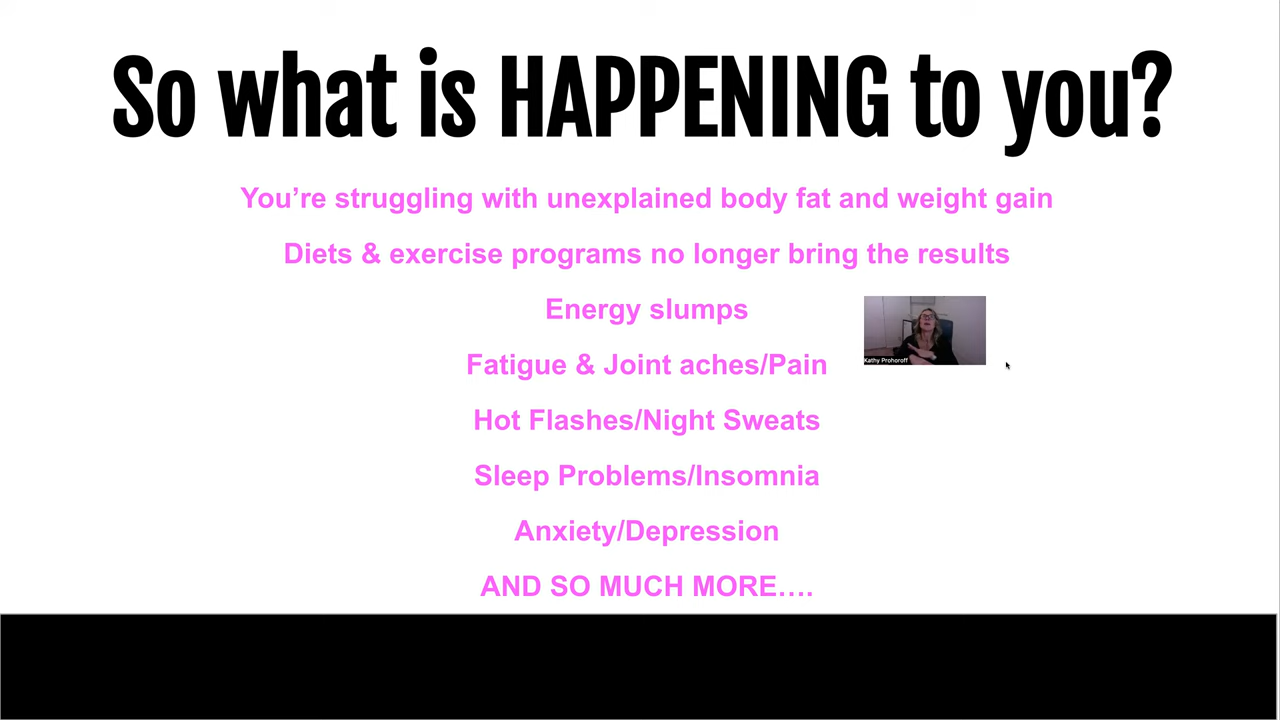 So what is HAPPENING to you?
You’re struggling with unexplained body fat and weight gain
Diets & exercise programs no longer bring the results
Energy slumps
Fatigue & Joint aches/Pain
Kathy Prohoroff
Hot Flashes/Night Sweats
Sleep Problems/Insomnia
Anxiety/Depression
AND SO MUCH MORE….